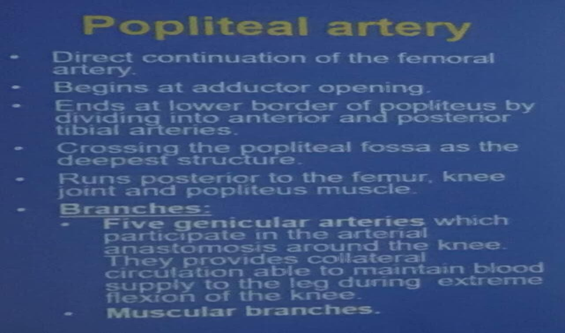 Popliteal artery
• Direct continuation of the femoral
artery.
• Begins at adductor opening.
• Ends at lower border of popliteus by
dividing into anterior and posterior
tibial arteries.
• Crossing the popliteal fossa as the
deepest structure.
• Runs posterior to the femur, knee
joint and popliteus muscle.
• Branches:
• Five genicular arteries which
participate in the arterial
anastomosis around the knee.
They provides collateral
circulation able to maintain blood
supply to the leg during extreme
flexion of the knee.
• Muscular branches.